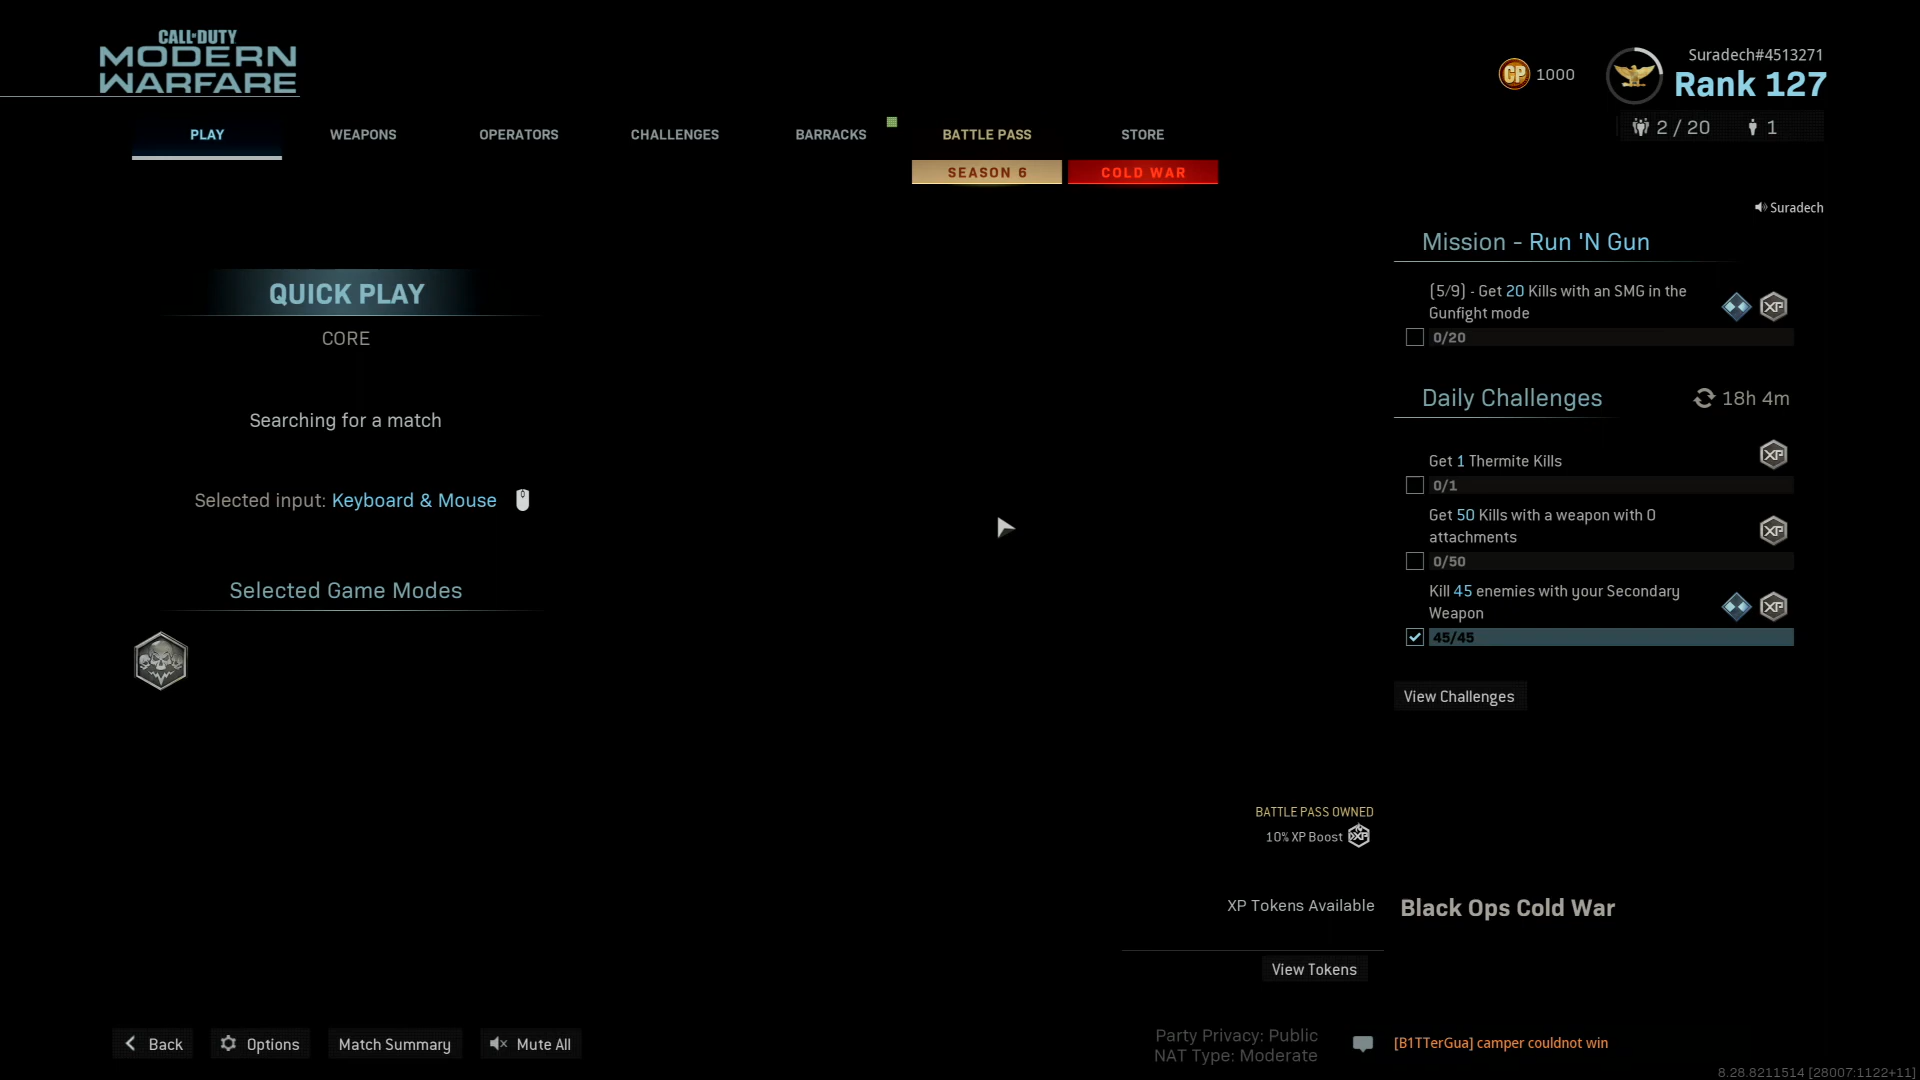 CALL OF DUTY
MODERN
WARFARE
CP 1000
Suradech#4513271
Rank 127
2 / 20
1
PLAY
WEAPONS
OPERATORS
CHALLENGES
BARRACKS
BATTLE PASS
STORE
SEASON 6
COLD WAR
Suradech
QUICK PLAY
CORE
Searching for a match
Selected input: Keyboard & Mouse
Selected Game Modes
Mission - Run 'N Gun
(5/9) - Get 20 Kills with an SMG in the
Gunfight mode
XP
0/20
Daily Challenges
18h 4m
Get 1 Thermite Kills
XP
0/1
Get 50 Kills with a weapon with 0
attachments
XP
0/50
Kill 45 enemies with your Secondary
Weapon
XP
45/45
View Challenges
BATTLE PASS OWNED
10% XP Boost
XP Tokens Available
Black Ops Cold War
View Tokens
Back
Options
Match Summary
Mute All
Party Privacy: Public
NAT Type: Moderate
[B1TTerGua] camper couldnot win
8.28.8211514 [28007:1122+11]